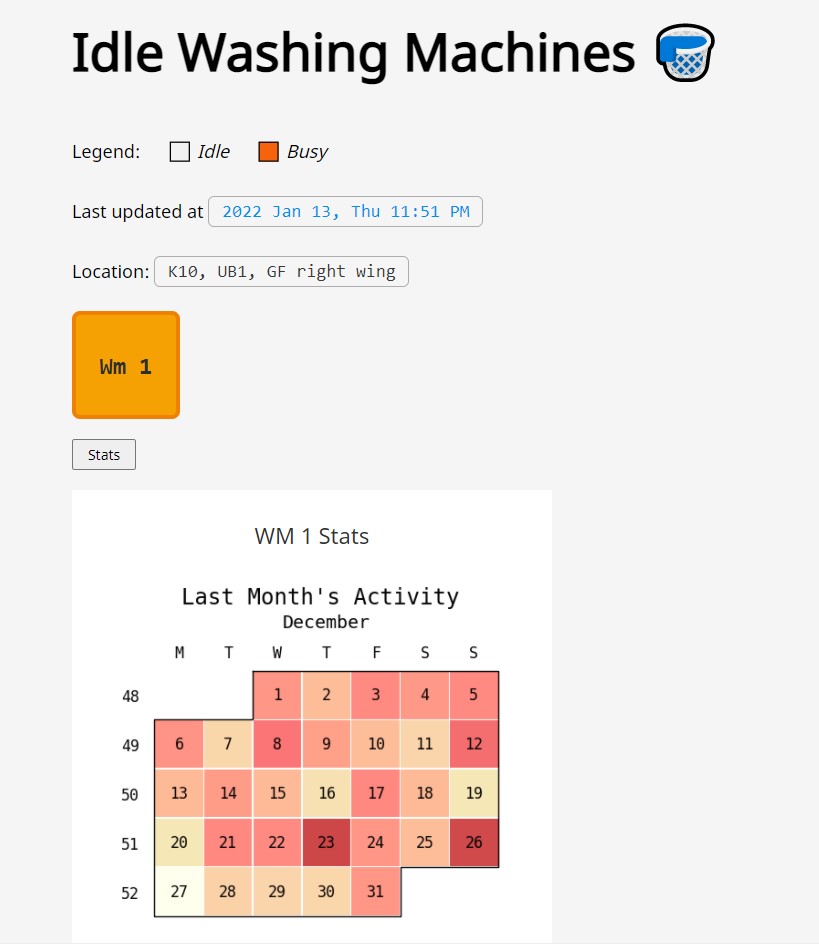 Idle Washing Machines
Legend: Idle Busy
Last updated at 2022 Jan 13, Thu 11:51 PM
Location: K10, UB1, GF right wing
Wm 1
Stats
WM 1 Stats
Last Month's Activity
December
M T W T F S S
48 1 2 3 4 5
49 6 7 8 9 10 11 12
50 13 14 15 16 17 18 19
51 20 21 22 23 24 25 26
52 27 28 29 30 31